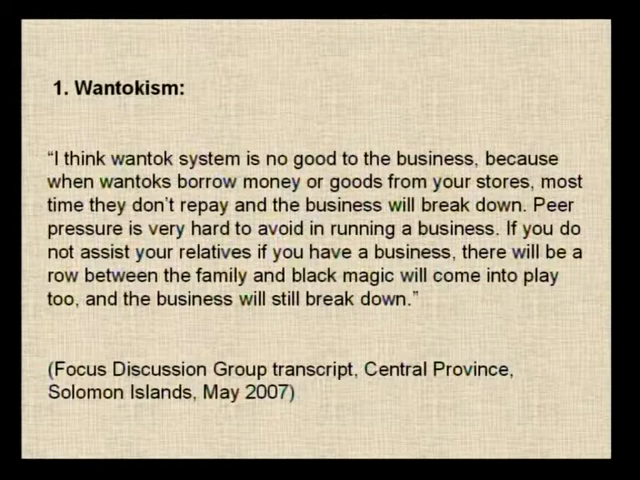 1. Wantokism:
“I think wantok system is no good to the business, because
when wantoks borrow money or goods from your stores, most
time they don’t repay and the business will break down. Peer
pressure is very hard to avoid in running a business. If you do
not assist your relatives if you have a business, there will be a
row between the family and black magic will come into play
too, and the business will still break down.”
(Focus Discussion Group transcript, Central Province,
Solomon Islands, May 2007)